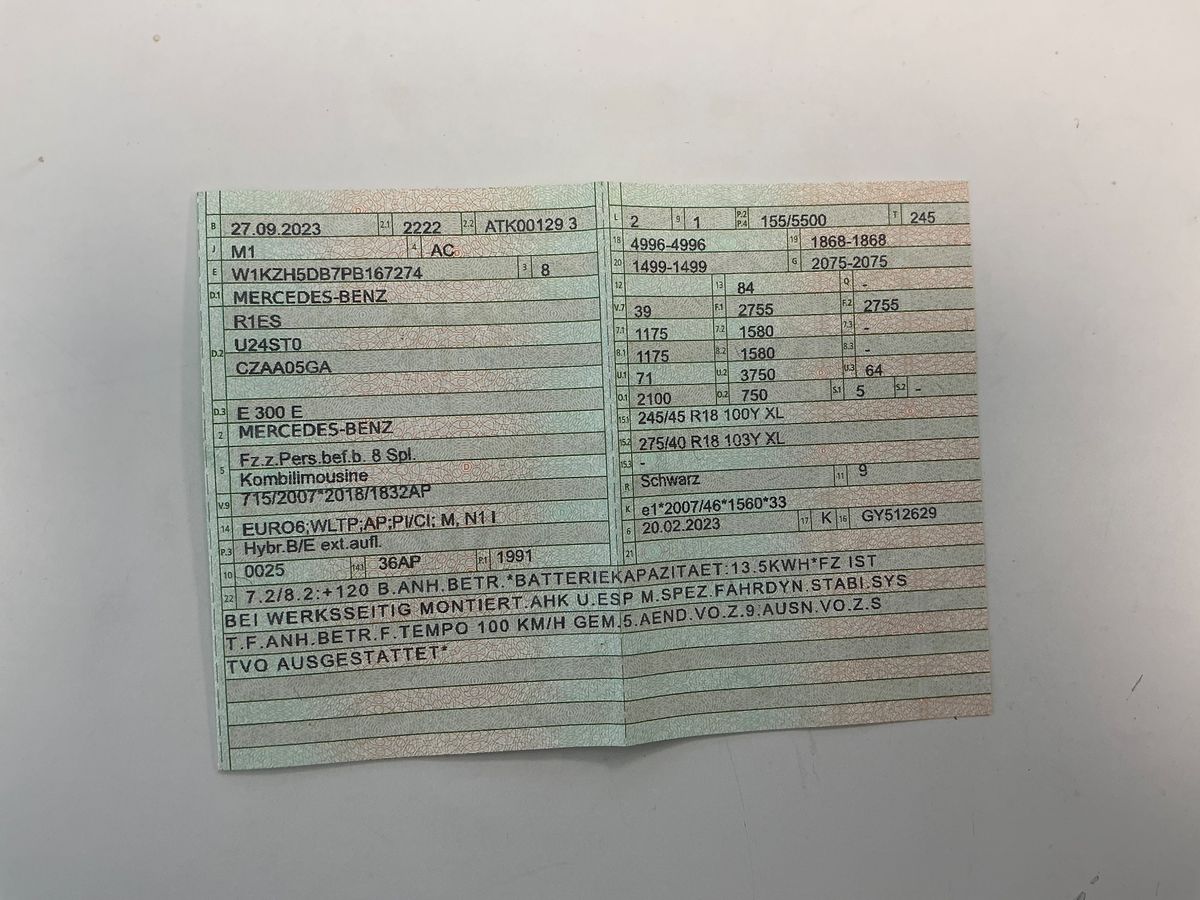 B 27.09.2023 2.1 2222 2.2 ATK00129 3
J M1 4 AC
E W1KZH5DB7PB167274 3 8
D.1 MERCEDES-BENZ
R1ES
D.2 U24ST0
CZAA05GA
D.3 E 300 E
2 MERCEDES-BENZ
Fz.z.Pers.bef.b. 8 Spl.
5 Kombilimousine
V.9 715/2007*2018/1832AP
14 EURO6;WLTP;AP;PI/CI; M, N1 I
P.3 Hybr.B/E ext.aufl.
10 0025 14.1 36AP P.1 1991
L 2 9 1 P.2 P.4 155/5500 T 245
18 4996-4996 19 1868-1868
20 1499-1499 G 2075-2075
12 13 84 Q -
V.7 39 F.1 2755 F.2 2755
7.1 1175 7.2 1580 7.3 -
8.1 1175 8.2 1580 8.3 -
U.1 71 U.2 3750 U.3 64
O.1 2100 O.2 750 S.1 5 S.2 -
15.1 245/45 R18 100Y XL
15.2 275/40 R18 103Y XL
15.3 -
R Schwarz 11 9
K e1*2007/46*1560*33
6 20.02.2023 17 K 16 GY512629
21
22 7.2/8.2:+120 B.ANH.BETR.*BATTERIEKAPAZITAET:13.5KWH*FZ IST
BEI WERKSSEITIG MONTIERT.AHK U.ESP M.SPEZ.FAHRDYN.STABI.SYS
T.F.ANH.BETR.F.TEMPO 100 KM/H GEM.5.AEND.VO.Z.9.AUSN.VO.Z.S
TVO AUSGESTATTET*